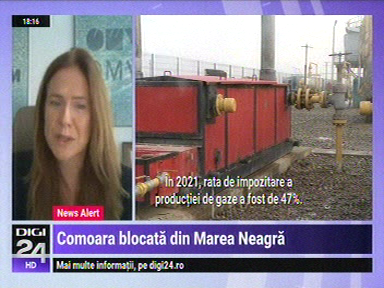 18:16
În 2021, rata de impozitare a
producției de gaze a fost de 47%.
News Alert
DIGI
24
HD
Comoara blocată din Marea Neagră
Mai multe informații, pe digi24.ro